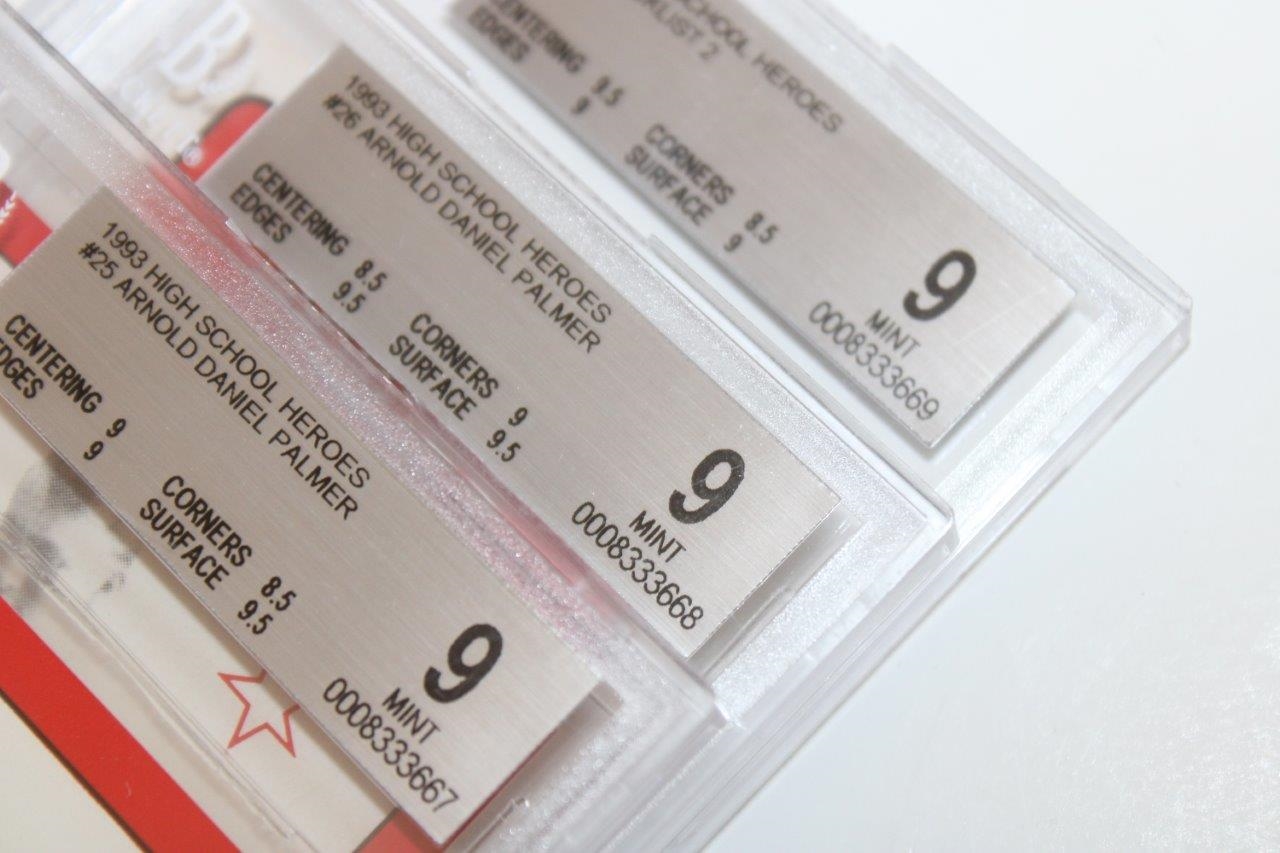 SCHOOL HEROES
LIST 2
CENTERING 9.5
EDGES 9
CORNERS 8.5
SURFACE 9
9
MINT
0008333669
1993 HIGH SCHOOL HEROES
#26 ARNOLD DANIEL PALMER
CENTERING 8.5
EDGES 9.5
CORNERS 9
SURFACE 9.5
9
MINT
0008333668
1993 HIGH SCHOOL HEROES
#25 ARNOLD DANIEL PALMER
CENTERING 9
EDGES 9
CORNERS 8.5
SURFACE 9.5
9
MINT
0008333667